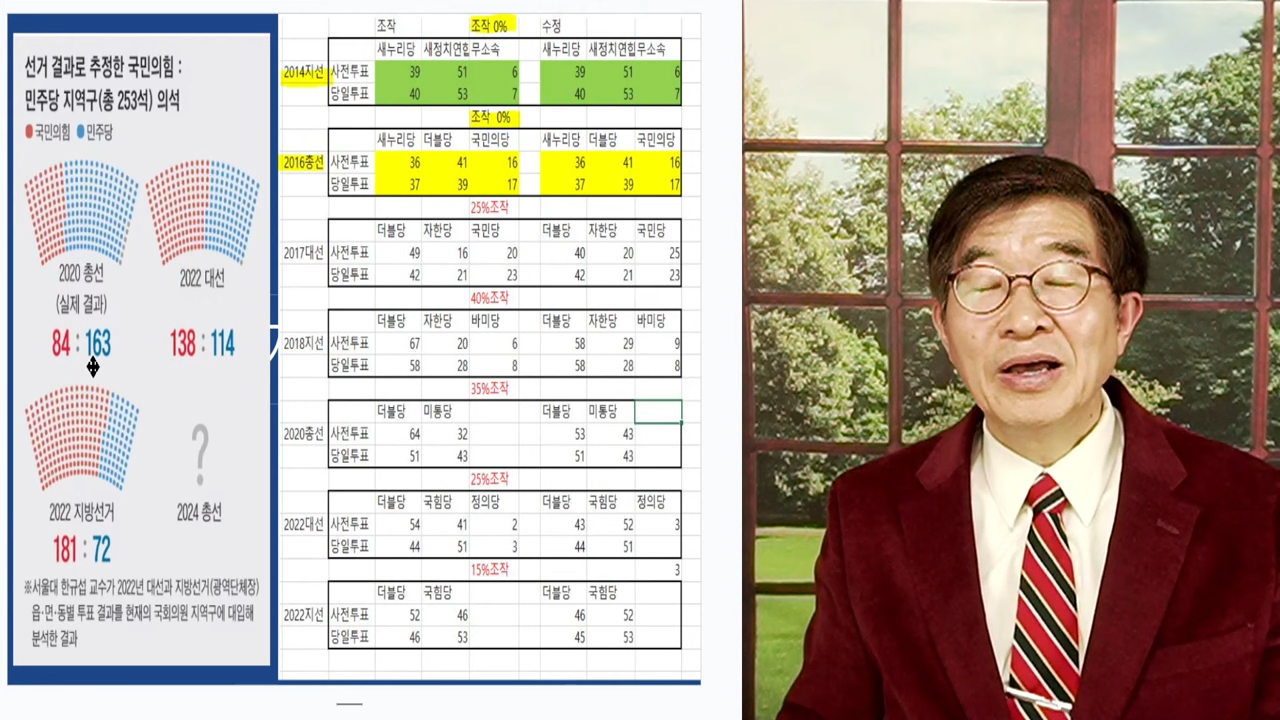 선거 결과로 추정한 국민의힘 :
민주당 지역구(총 253석) 의석
국민의힘 민주당
2020 총선
(실제 결과)
84 : 163
2022 대선
138 : 114
2022 지방선거
181 : 72
?
2024 총선
※서울대 한규섭 교수가 2022년 대선과 지방선거(광역단체장)
읍·면·동별 투표 결과를 현재의 국회의원 지역구에 대입해
분석한 결과
조작 조작 0% 수정
새누리당 새정치연합 무소속 새누리당 새정치연합 무소속
2014지선 사전투표 39 51 6 39 51 6
당일투표 40 53 7 40 53 7
조작 0%
새누리당 더블당 국민의당 새누리당 더블당 국민의당
2016총선 사전투표 36 41 16 36 41 16
당일투표 37 39 17 37 39 17
25%조작
더블당 자한당 국민당 더블당 자한당 국민당
2017대선 사전투표 49 16 20 40 20 25
당일투표 42 21 23 42 21 23
40%조작
더블당 자한당 바미당 더블당 자한당 바미당
2018지선 사전투표 67 20 6 58 29 9
당일투표 58 28 8 58 28 8
35%조작
더블당 미통당 더블당 미통당
2020총선 사전투표 64 32 53 43
당일투표 51 43 51 43
25%조작
더블당 국힘당 정의당 더블당 국힘당 정의당
2022대선 사전투표 54 41 2 43 52 3
당일투표 44 51 3 44 51
15%조작 3
더블당 국힘당 더블당 국힘당
2022지선 사전투표 52 46 46 52
당일투표 46 53 45 53